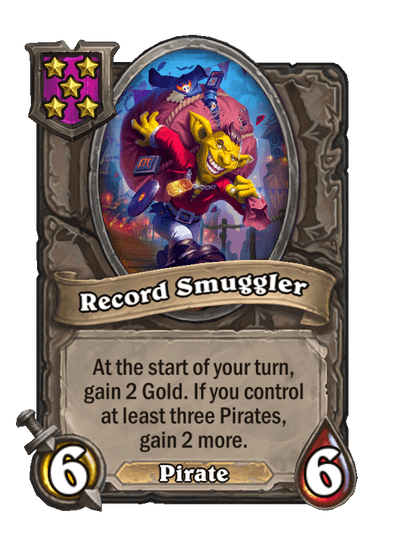 Record Smuggler
At the start of your turn,
gain 2 Gold. If you control
at least three Pirates,
gain 2 more.
6
Pirate
6